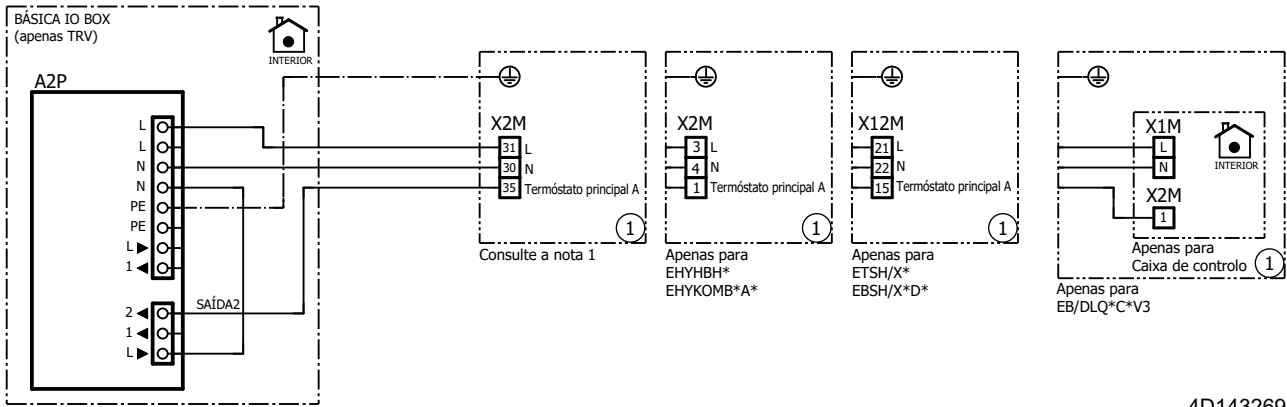 BÁSICA IO BOX
(apenas TRV)
INTERIOR
A2P
L
L
N
N
PE
PE
L ▶
1 ◀
2 ◀
1 ◀
L ▶
SAÍDA2
X2M
31 L
30 N
35 Termóstato principal A
1
Consulte a nota 1
X2M
3 L
4 N
1 Termóstato principal A
1
Apenas para
EHYHBH*
EHYKOMB*A*
X12M
21 L
22 N
15 Termóstato principal A
1
Apenas para
ETSH/X*
EBSH/X*D*
X1M
L
N
INTERIOR
X2M
1
Apenas para
Caixa de controlo
1
Apenas para
EB/DLQ*C*V3
4D143269